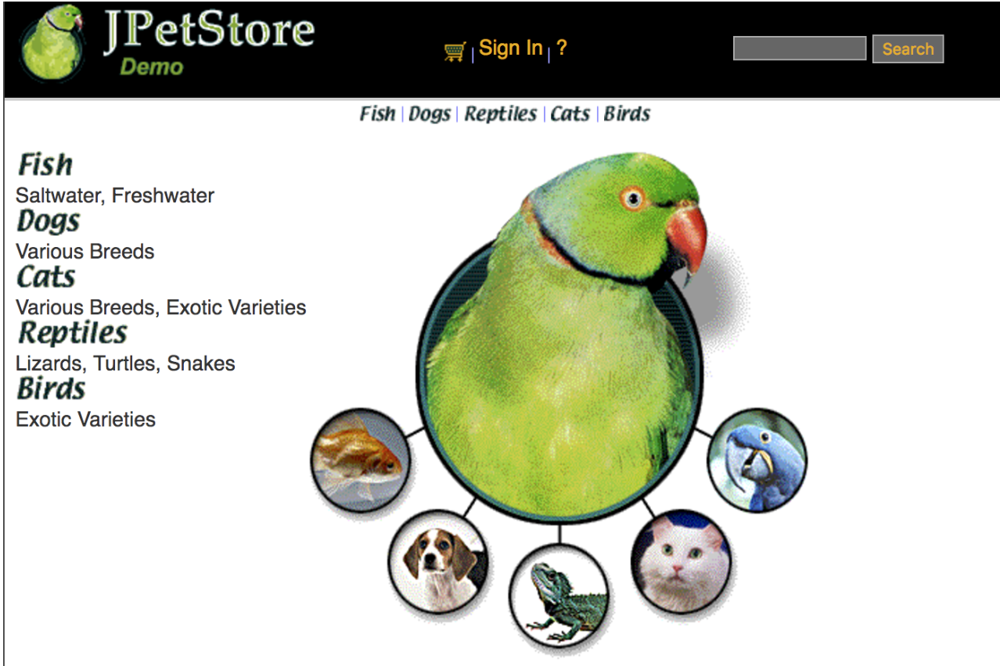 JPetStore
Demo
Sign In | ?
Search
Fish | Dogs | Reptiles | Cats | Birds
Fish
Saltwater, Freshwater
Dogs
Various Breeds
Cats
Various Breeds, Exotic Varieties
Reptiles
Lizards, Turtles, Snakes
Birds
Exotic Varieties